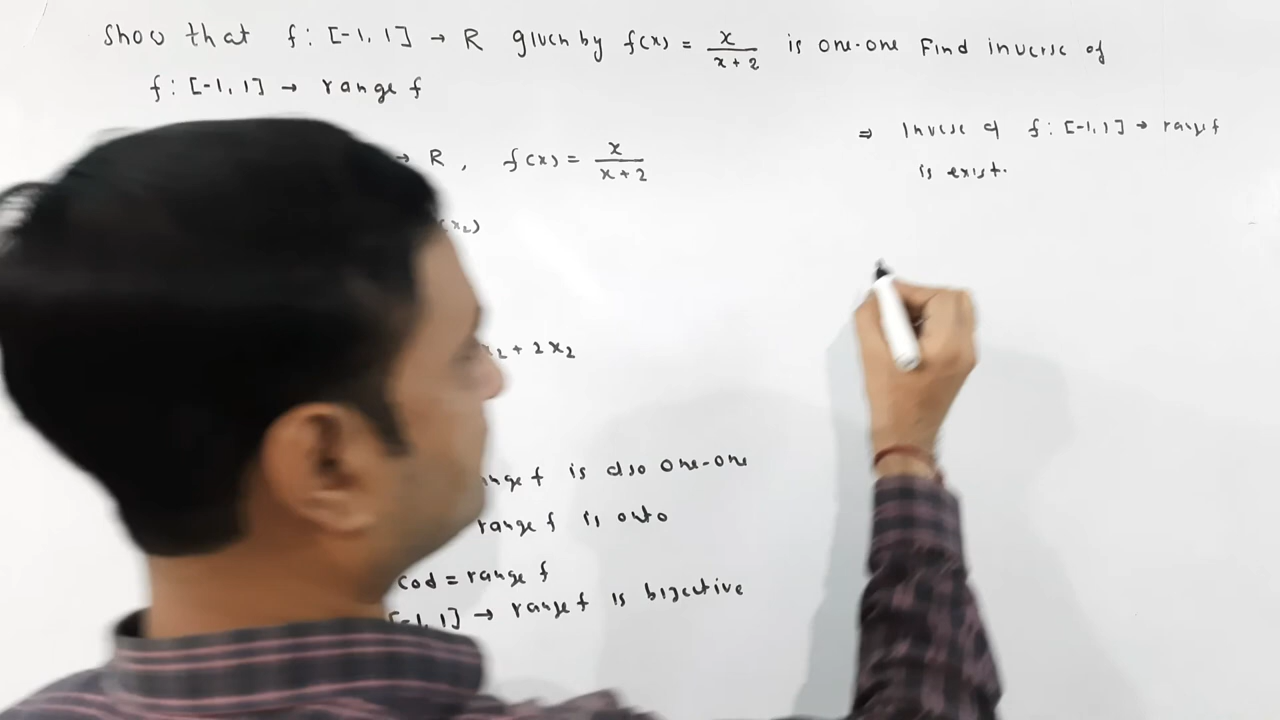 Show that f : [-1, 1] → R given by f(x) = x/(x+2) is one-one Find inverse of
f : [-1, 1] → range f
→ R , f(x) = x/(x+2)
(x₂)
x₂ + 2x₂
range f is also one-one
range f is onto
cod = range f
[-1, 1] → range f is bijective
⇒ Inverse of f : [-1, 1] → range f
is exist.